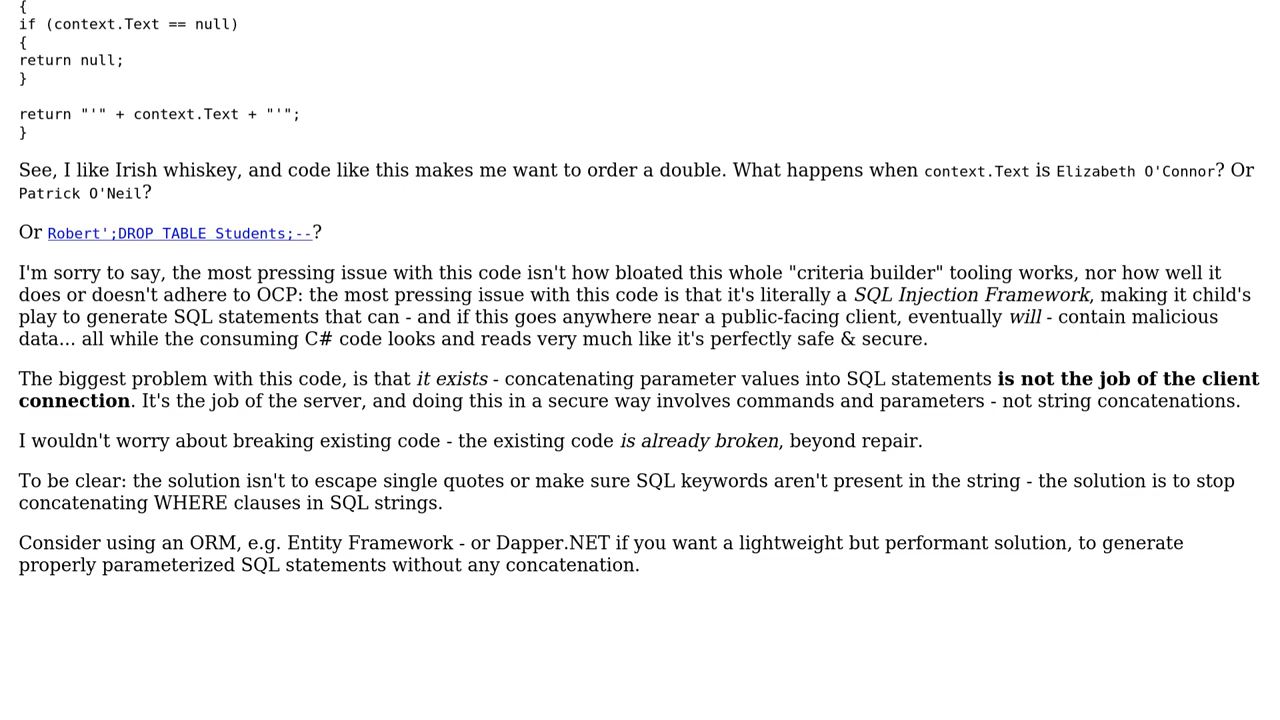 {
if (context.Text == null)
{
return null;
}
return "'" + context.Text + "'";
}
See, I like Irish whiskey, and code like this makes me want to order a double. What happens when context.Text is Elizabeth O'Connor? Or
Patrick O'Neil?
Or Robert';DROP TABLE Students;--?
I'm sorry to say, the most pressing issue with this code isn't how bloated this whole "criteria builder" tooling works, nor how well it
does or doesn't adhere to OCP: the most pressing issue with this code is that it's literally a SQL Injection Framework, making it child's
play to generate SQL statements that can - and if this goes anywhere near a public-facing client, eventually will - contain malicious
data... all while the consuming C# code looks and reads very much like it's perfectly safe & secure.
The biggest problem with this code, is that it exists - concatenating parameter values into SQL statements is not the job of the client
connection. It's the job of the server, and doing this in a secure way involves commands and parameters - not string concatenations.
I wouldn't worry about breaking existing code - the existing code is already broken, beyond repair.
To be clear: the solution isn't to escape single quotes or make sure SQL keywords aren't present in the string - the solution is to stop
concatenating WHERE clauses in SQL strings.
Consider using an ORM, e.g. Entity Framework - or Dapper.NET if you want a lightweight but performant solution, to generate
properly parameterized SQL statements without any concatenation.